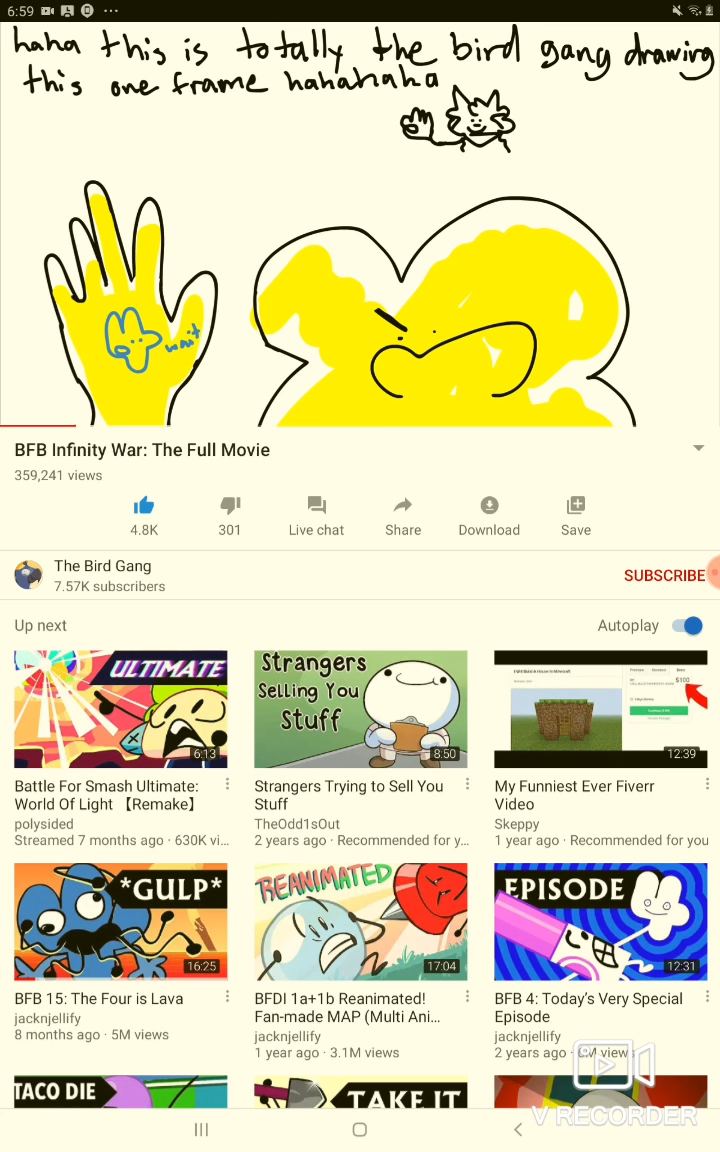 6:59
haha this is totally the bird gang drawing
this one frame hahahaha
wait
BFB Infinity War: The Full Movie
359,241 views
4.8K
301
Live chat
Share
Download
Save
The Bird Gang
7.57K subscribers
SUBSCRIBE
Up next
Autoplay
ULTIMATE
6:13
Battle For Smash Ultimate:
World Of Light 【Remake】
polysided
Streamed 7 months ago · 630K vi...
Strangers
Selling You
Stuff
8:50
Strangers Trying to Sell You
Stuff
TheOdd1sOut
2 years ago · Recommended for y...
$100
12:39
My Funniest Ever Fiverr
Video
Skeppy
1 year ago · Recommended for you
*GULP*
16:25
BFB 15: The Four is Lava
jacknjellify
8 months ago · 5M views
REANIMATED
17:04
BFDI 1a+1b Reanimated!
Fan-made MAP (Multi Ani...
jacknjellify
1 year ago · 3.1M views
EPISODE
12:31
BFB 4: Today's Very Special
Episode
jacknjellify
2 years ago · views
TACO DIE
TAKE IT
V RECORDER